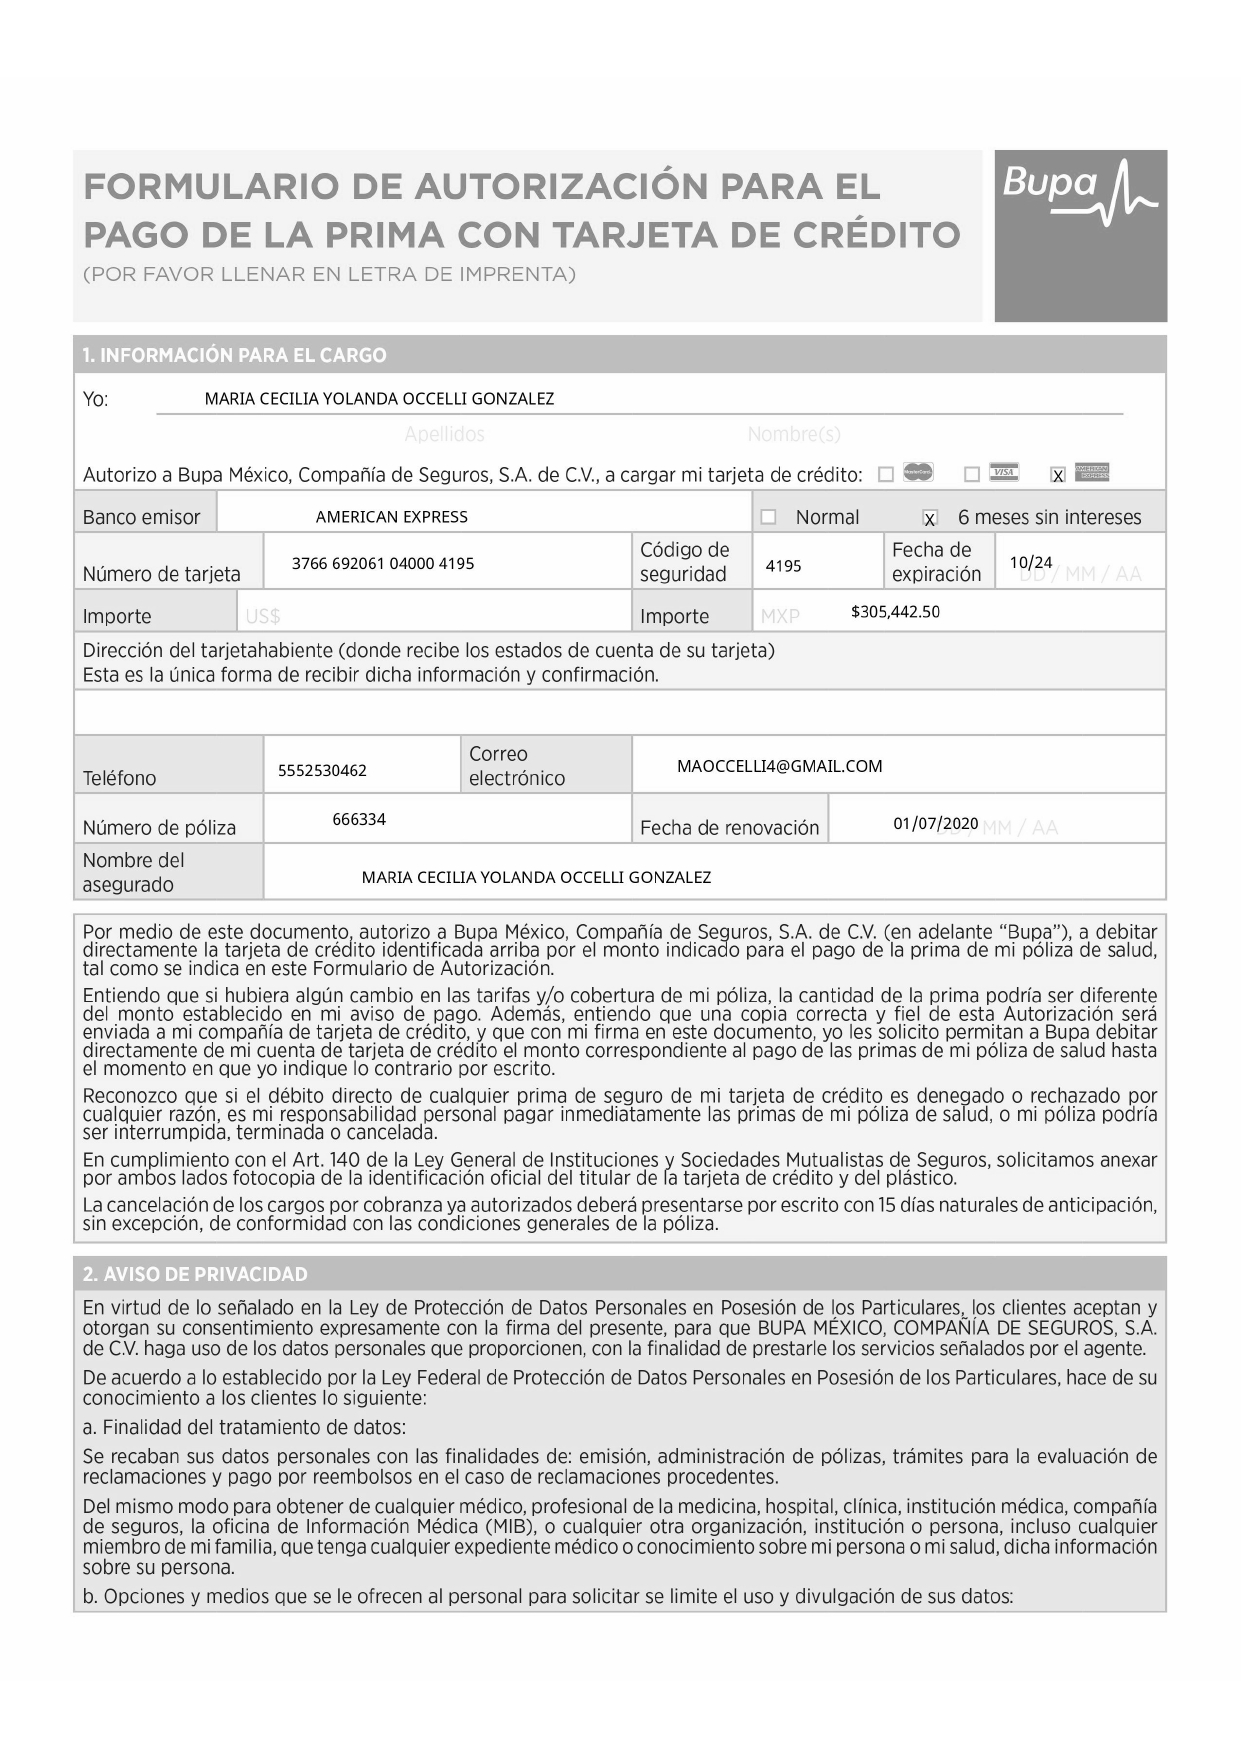 FORMULARIO DE AUTORIZACIÓN PARA EL
PAGO DE LA PRIMA CON TARJETA DE CRÉDITO
(POR FAVOR LLENAR EN LETRA DE IMPRENTA)
Bupa
1. INFORMACIÓN PARA EL CARGO
Yo: MARIA CECILIA YOLANDA OCCELLI GONZALEZ
Apellidos Nombre(s)
Autorizo a Bupa México, Compañía de Seguros, S.A. de C.V., a cargar mi tarjeta de crédito: MasterCard VISA X AMERICAN EXPRESS
Banco emisor AMERICAN EXPRESS Normal X 6 meses sin intereses
Número de tarjeta 3766 692061 04000 4195 Código de seguridad 4195 Fecha de expiración 10/24 DD / MM / AA
Importe US$ Importe MXP $305,442.50
Dirección del tarjetahabiente (donde recibe los estados de cuenta de su tarjeta)
Esta es la única forma de recibir dicha información y confirmación.
Teléfono 5552530462 Correo electrónico MAOCCELLI4@GMAIL.COM
Número de póliza 666334 Fecha de renovación 01/07/2020 DD / MM / AA
Nombre del asegurado MARIA CECILIA YOLANDA OCCELLI GONZALEZ
Por medio de este documento, autorizo a Bupa México, Compañía de Seguros, S.A. de C.V. (en adelante “Bupa”), a debitar
directamente la tarjeta de crédito identificada arriba por el monto indicado para el pago de la prima de mi póliza de salud,
tal como se indica en este Formulario de Autorización.
Entiendo que si hubiera algún cambio en las tarifas y/o cobertura de mi póliza, la cantidad de la prima podría ser diferente
del monto establecido en mi aviso de pago. Además, entiendo que una copia correcta y fiel de esta Autorización será
enviada a mi compañía de tarjeta de crédito, y que con mi firma en este documento, yo les solicito permitan a Bupa debitar
directamente de mi cuenta de tarjeta de crédito el monto correspondiente al pago de las primas de mi póliza de salud hasta
el momento en que yo indique lo contrario por escrito.
Reconozco que si el débito directo de cualquier prima de seguro de mi tarjeta de crédito es denegado o rechazado por
cualquier razón, es mi responsabilidad personal pagar inmediatamente las primas de mi póliza de salud, o mi póliza podría
ser interrumpida, terminada o cancelada.
En cumplimiento con el Art. 140 de la Ley General de Instituciones y Sociedades Mutualistas de Seguros, solicitamos anexar
por ambos lados fotocopia de la identificación oficial del titular de la tarjeta de crédito y del plástico.
La cancelación de los cargos por cobranza ya autorizados deberá presentarse por escrito con 15 días naturales de anticipación,
sin excepción, de conformidad con las condiciones generales de la póliza.
2. AVISO DE PRIVACIDAD
En virtud de lo señalado en la Ley de Protección de Datos Personales en Posesión de los Particulares, los clientes aceptan y
otorgan su consentimiento expresamente con la firma del presente, para que BUPA MÉXICO, COMPAÑÍA DE SEGUROS, S.A.
de C.V. haga uso de los datos personales que proporcionen, con la finalidad de prestarle los servicios señalados por el agente.
De acuerdo a lo establecido por la Ley Federal de Protección de Datos Personales en Posesión de los Particulares, hace de su
conocimiento a los clientes lo siguiente:
a. Finalidad del tratamiento de datos:
Se recaban sus datos personales con las finalidades de: emisión, administración de pólizas, trámites para la evaluación de
reclamaciones y pago por reembolsos en el caso de reclamaciones procedentes.
Del mismo modo para obtener de cualquier médico, profesional de la medicina, hospital, clínica, institución médica, compañía
de seguros, la oficina de Información Médica (MIB), o cualquier otra organización, institución o persona, incluso cualquier
miembro de mi familia, que tenga cualquier expediente médico o conocimiento sobre mi persona o mi salud, dicha información
sobre su persona.
b. Opciones y medios que se le ofrecen al personal para solicitar se limite el uso y divulgación de sus datos: